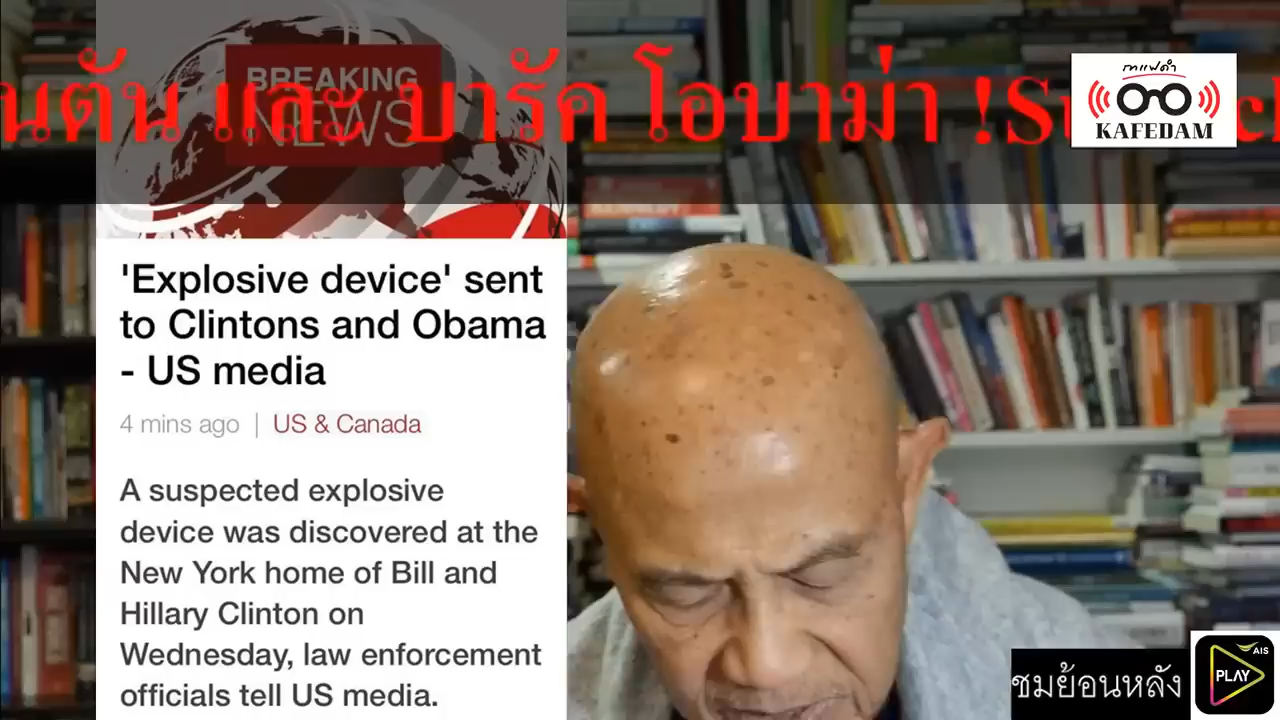 BREAKING
NEWS
นตัน และ บารัค โอบาม่า !
กาแฟดำ
KAFEDAM
'Explosive device' sent
to Clintons and Obama
- US media
4 mins ago | US & Canada
A suspected explosive
device was discovered at the
New York home of Bill and
Hillary Clinton on
Wednesday, law enforcement
officials tell US media.
ชมย้อนหลัง
AIS
PLAY